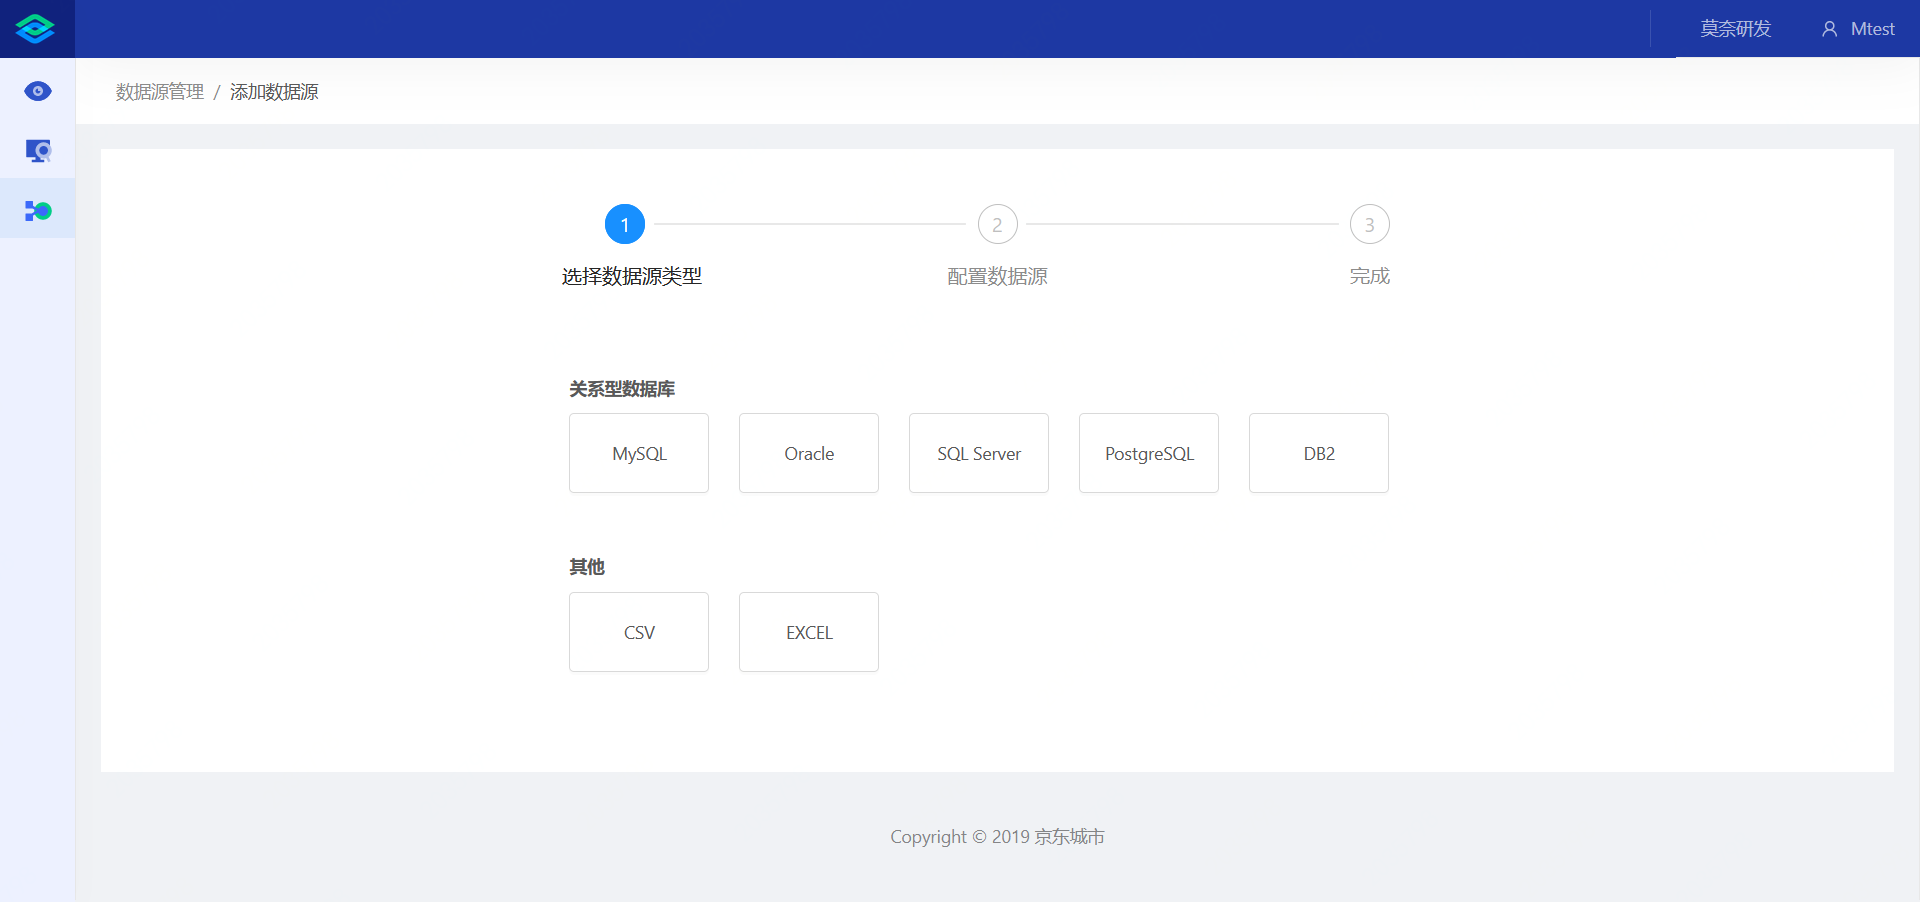 莫奈研发 Mtest
数据源管理 / 添加数据源
1 2 3
选择数据源类型 配置数据源 完成
关系型数据库
MySQL Oracle SQL Server PostgreSQL DB2
其他
CSV EXCEL
Copyright © 2019 京东城市